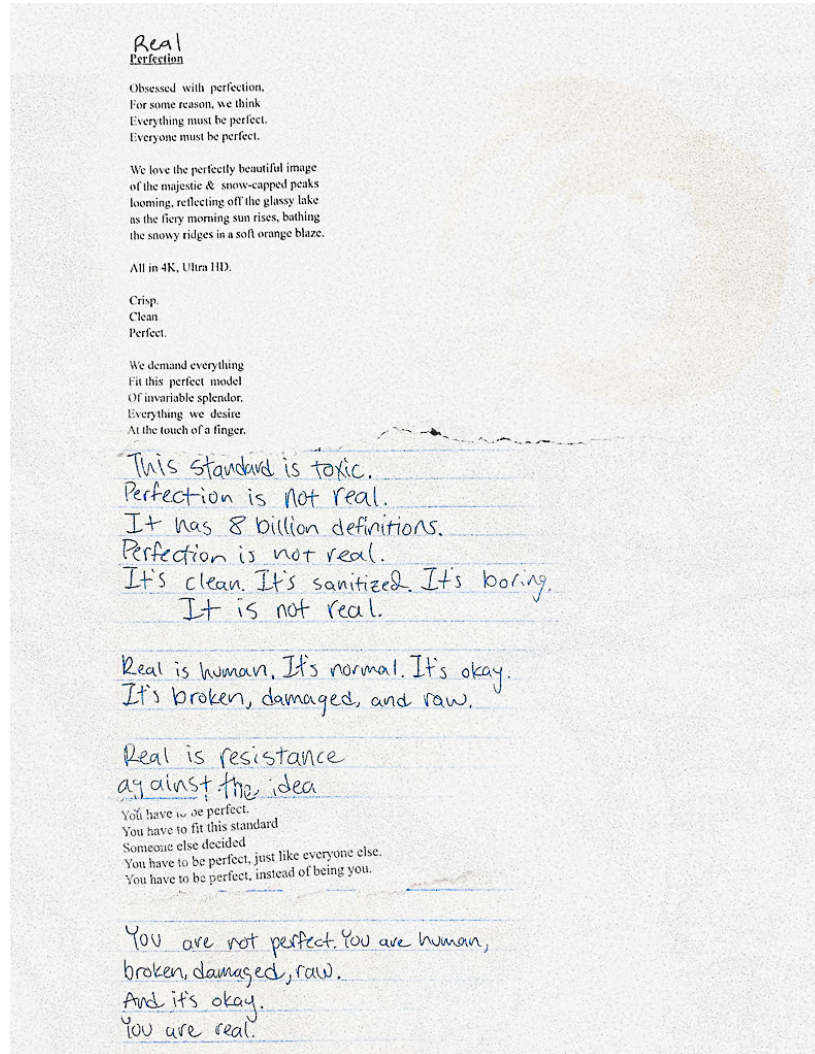 Real
Perfection
Obsessed with perfection,
For some reason, we think
Everything must be perfect.
Everyone must be perfect.
We love the perfectly beautiful image
of the majestic & snow-capped peaks
looming, reflecting off the glassy lake
as the fiery morning sun rises, bathing
the snowy ridges in a soft orange blaze.
All in 4K, Ultra HD.
Crisp.
Clean
Perfect.
We demand everything
Fit this perfect model
Of invariable splendor.
Everything we desire
At the touch of a finger.
This standard is toxic.
Perfection is not real.
It has 8 billion definitions.
Perfection is not real.
It's clean. It's sanitized. It's boring.
It is not real.
Real is human. It's normal. It's okay.
It's broken, damaged, and raw.
Real is resistance
against the idea
You have to be perfect.
You have to fit this standard
Someone else decided
You have to be perfect, just like everyone else.
You have to be perfect, instead of being you.
You are not perfect. You are human,
broken, damaged, raw.
And it's okay.
You are real.